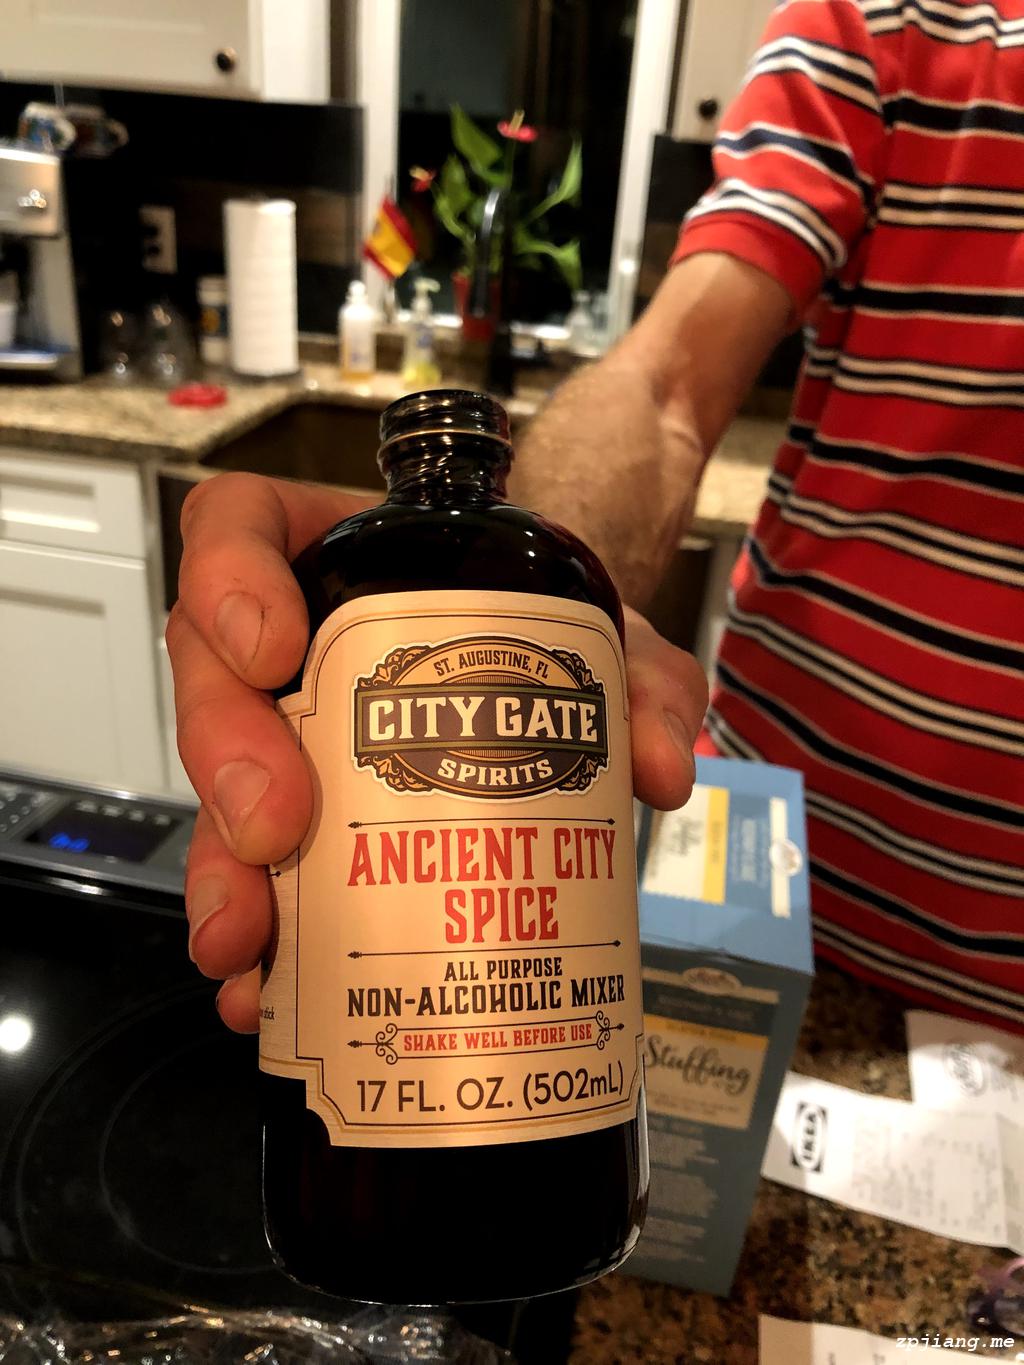 ST. AUGUSTINE, FL
CITY GATE
SPIRITS
ANCIENT CITY
SPICE
ALL PURPOSE
NON-ALCOHOLIC MIXER
SHAKE WELL BEFORE USE
17 FL. OZ. (502mL)
Stuffing
IKEA
zpjiang.me